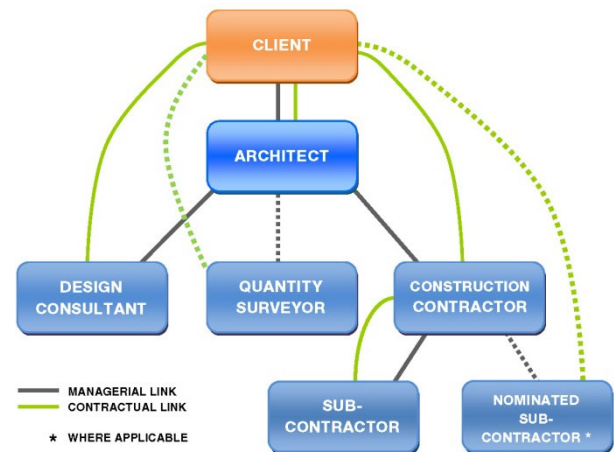 CLIENT
ARCHITECT
DESIGN
CONSULTANT
QUANTITY
SURVEYOR
CONSTRUCTION
CONTRACTOR
MANAGERIAL LINK
CONTRACTUAL LINK
* WHERE APPLICABLE
SUB-
CONTRACTOR
NOMINATED
SUB-
CONTRACTOR *